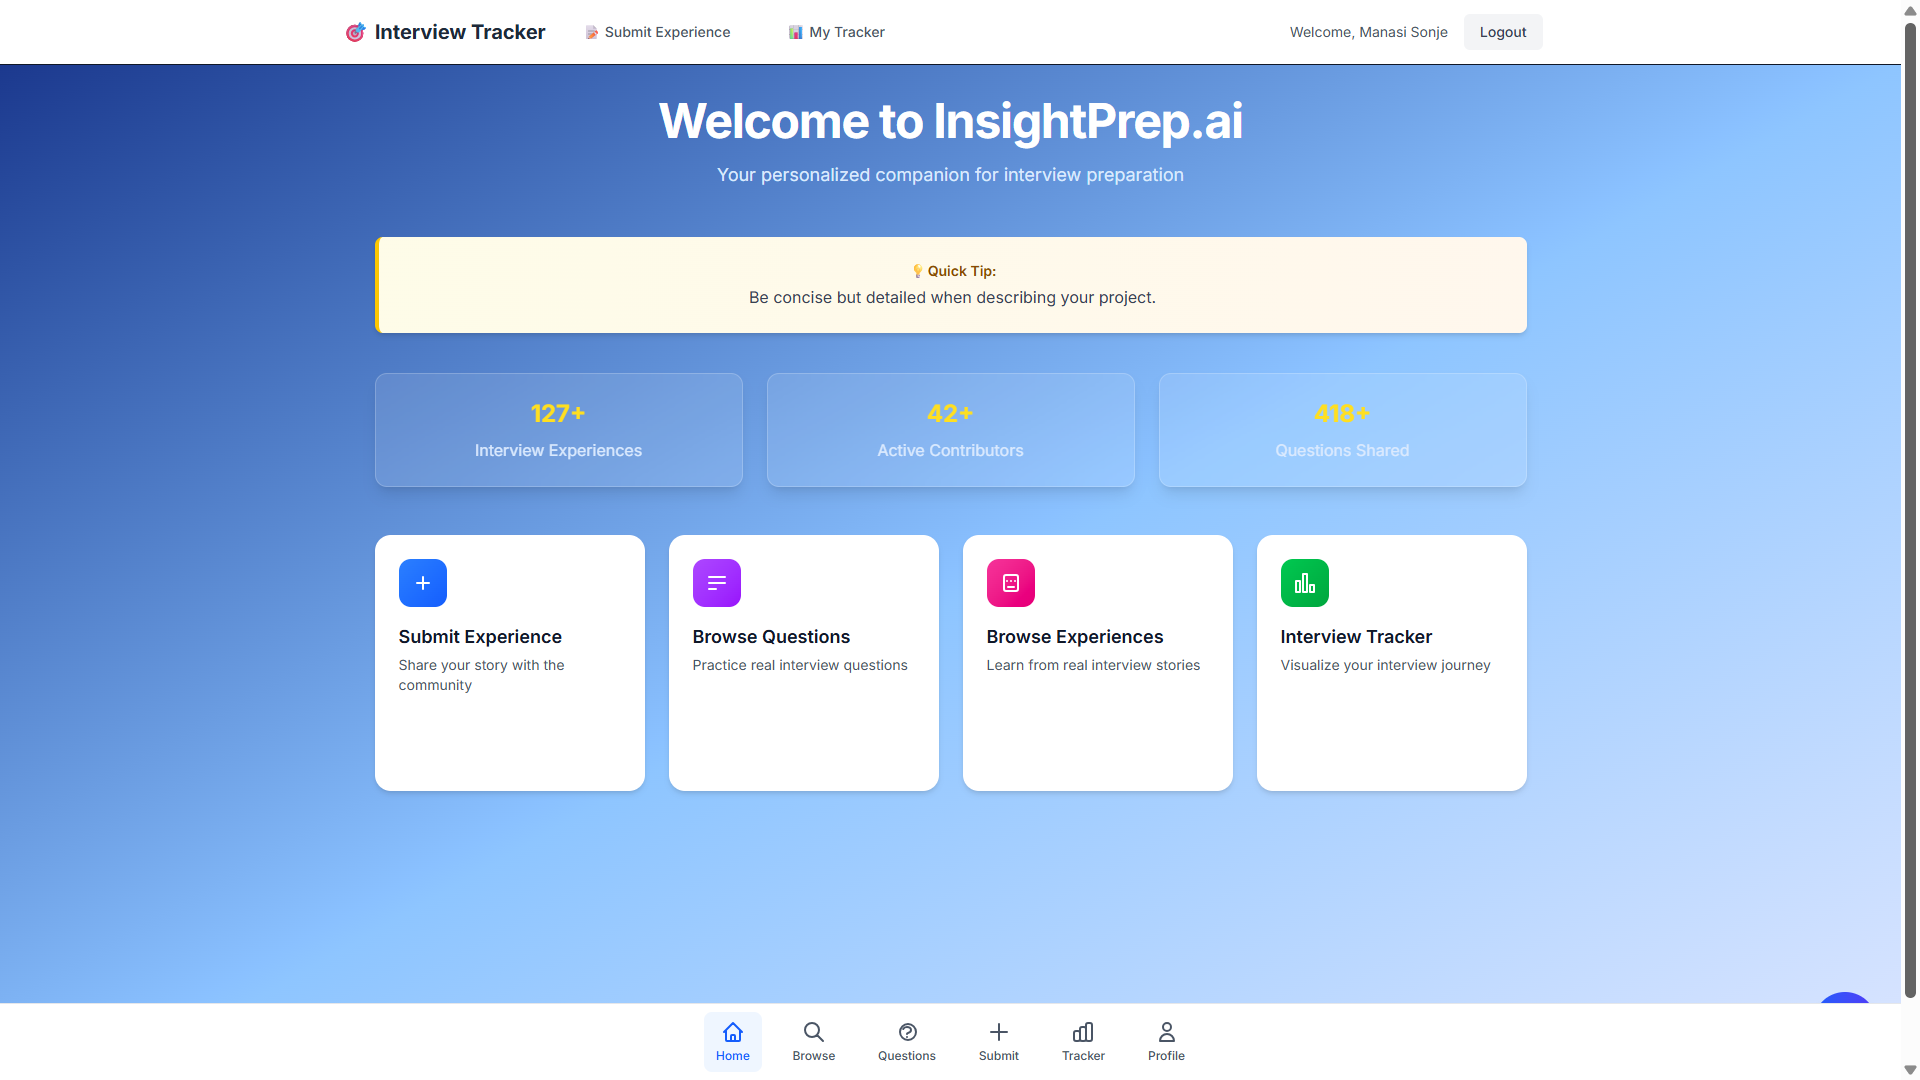 🎯 Interview Tracker
📝 Submit Experience
📊 My Tracker
Welcome, Manasi Sonje
Logout
Welcome to InsightPrep.ai
Your personalized companion for interview preparation
💡 Quick Tip:
Be concise but detailed when describing your project.
127+
Interview Experiences
42+
Active Contributors
418+
Questions Shared
Submit Experience
Share your story with the
community
Browse Questions
Practice real interview questions
Browse Experiences
Learn from real interview stories
Interview Tracker
Visualize your interview journey
Home
Browse
Questions
Submit
Tracker
Profile